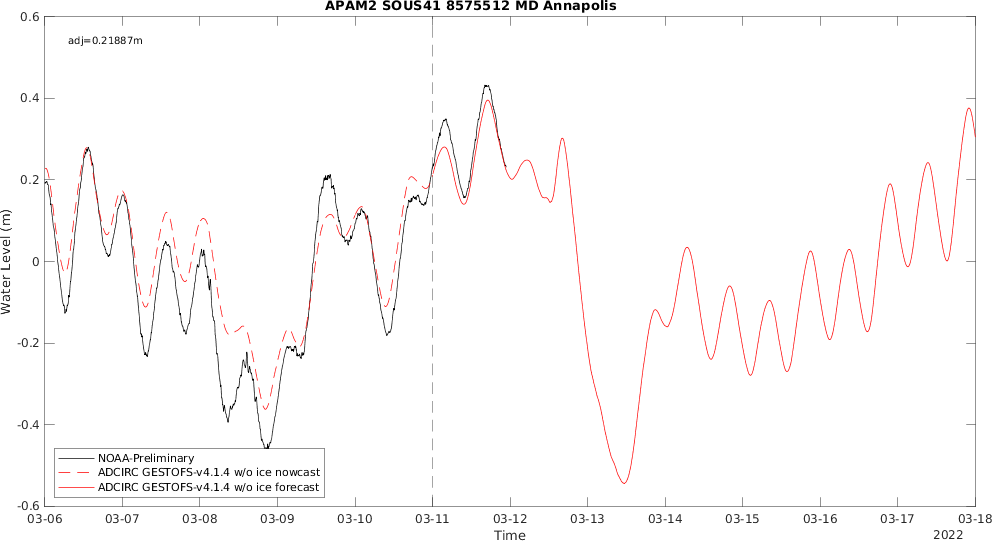 APAM2 SOUS41 8575512 MD Annapolis
adj=0.21887m
0.6
0.4
0.2
0
-0.2
-0.4
-0.6
Water Level (m)
NOAA-Preliminary
ADCIRC GESTOFS-v4.1.4 w/o ice nowcast
ADCIRC GESTOFS-v4.1.4 w/o ice forecast
03-06 03-07 03-08 03-09 03-10 03-11 03-12 03-13 03-14 03-15 03-16 03-17 03-18
Time
2022